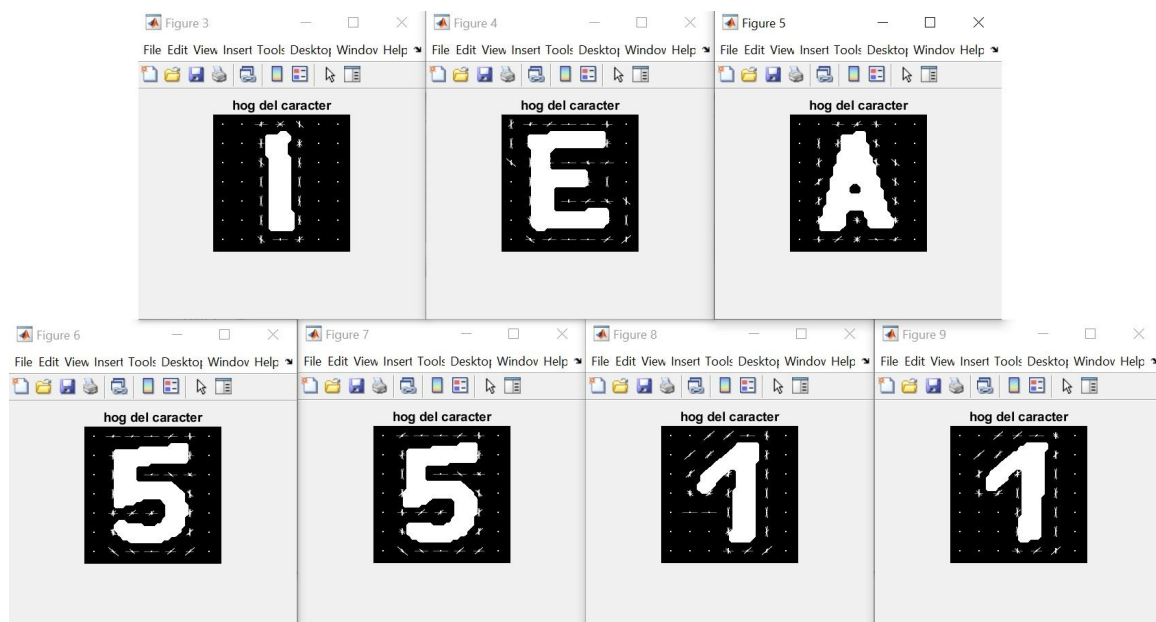 Figure 3
File Edit View Insert Tools Desktop Window Help
hog del caracter
I
Figure 4
File Edit View Insert Tools Desktop Window Help
hog del caracter
E
Figure 5
File Edit View Insert Tools Desktop Window Help
hog del caracter
A
Figure 6
File Edit View Insert Tools Desktop Window Help
hog del caracter
5
Figure 7
File Edit View Insert Tools Desktop Window Help
hog del caracter
5
Figure 8
File Edit View Insert Tools Desktop Window Help
hog del caracter
1
Figure 9
File Edit View Insert Tools Desktop Window Help
hog del caracter
1